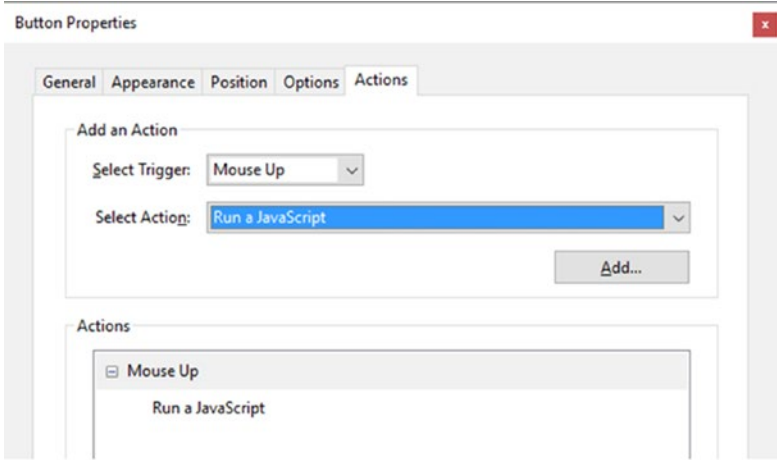 Button Properties
x
General Appearance Position Options Actions
Add an Action
Select Trigger: Mouse Up
Select Action: Run a JavaScript
Add...
Actions
Mouse Up
Run a JavaScript